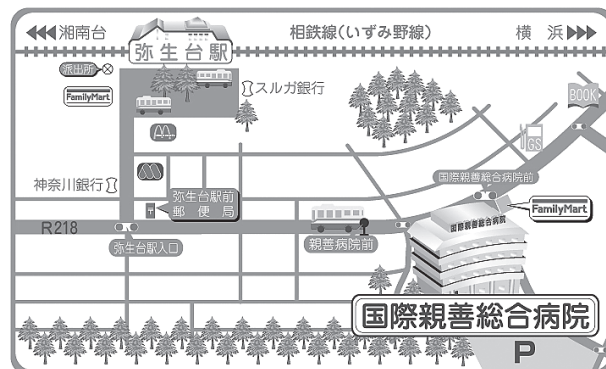 ◀◀◀湘南台
相鉄線(いずみ野線)
横浜▶▶▶
弥生台駅
派出所
FamilyMart
スルガ銀行
BOOK
GS
神奈川銀行
弥生台駅前
郵便局
国際親善総合病院前
FamilyMart
R218
弥生台駅入口
親善病院前
国際親善総合病院
国際親善総合病院
P